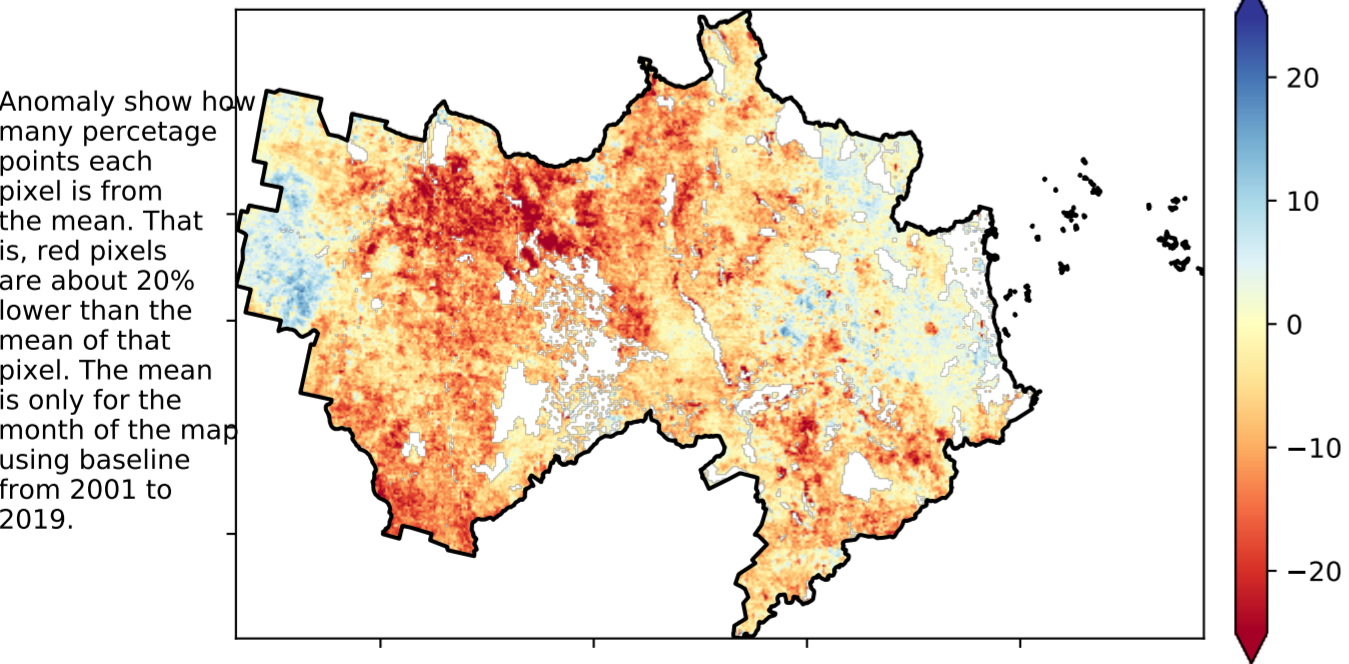 Anomaly show how
many percetage
points each
pixel is from
the mean. That
is, red pixels
are about 20%
lower than the
mean of that
pixel. The mean
is only for the
month of the map
using baseline
from 2001 to
2019.
20
10
0
−10
−20